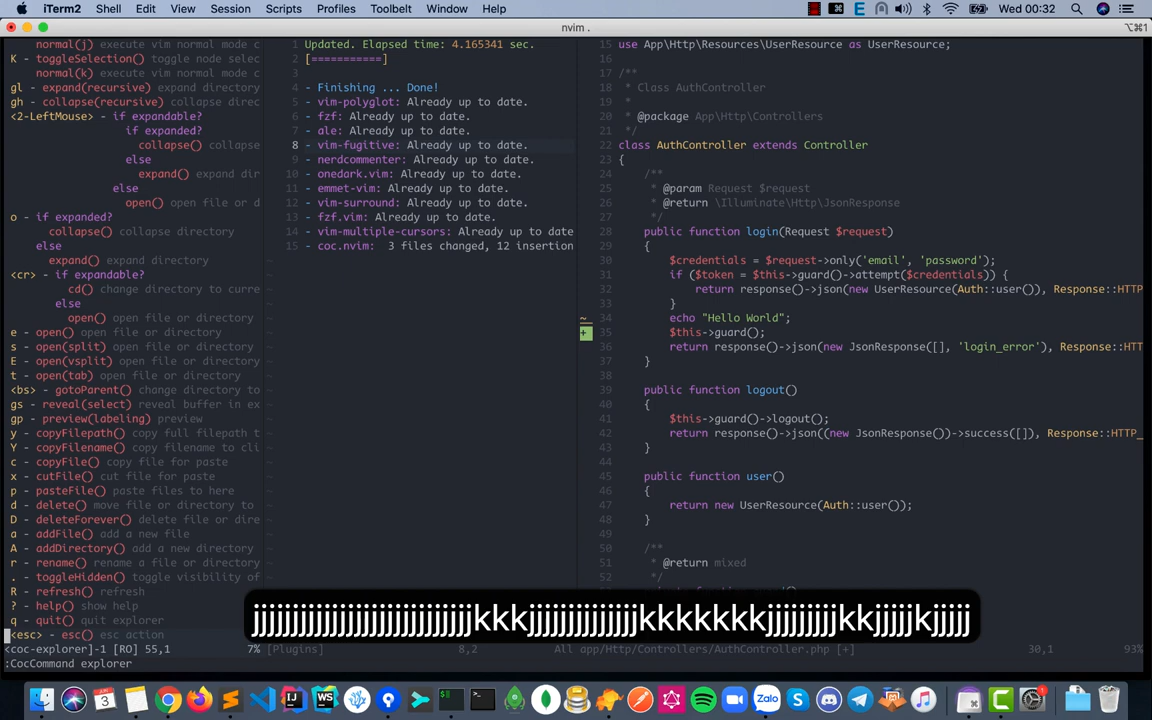 iTerm2 Shell Edit View Session Scripts Profiles Toolbelt Window Help
Wed 00:32
nvim .
⌥⌘1
normal(j) execute vim normal mode c
K - toggleSelection() toggle node selec
normal(k) execute vim normal mode c
gl - expand(recursive) expand directory
gh - collapse(recursive) collapse direc
<2-LeftMouse> - if expandable?
if expanded?
collapse() collapse
else
expand() expand dir
else
open() open file or d
o - if expanded?
collapse() collapse directory
else
expand() expand directory
<cr> - if expandable?
cd() change directory to curre
else
open() open file or directory
e - open() open file or directory
s - open(split) open file or directory
E - open(vsplit) open file or directory
t - open(tab) open file or directory
<bs> - gotoParent() change directory to
gs - reveal(select) reveal buffer in ex
gp - preview(labeling) preview
y - copyFilepath() copy full filepath t
Y - copyFilename() copy filename to cli
c - copyFile() copy file for paste
x - cutFile() cut file for paste
p - pasteFile() paste files to here
d - delete() move file or directory to
D - deleteForever() delete file or dire
a - addFile() add a new file
A - addDirectory() add a new directory
r - rename() rename a file or directory
. - toggleHidden() toggle visibility of
R - refresh() refresh
? - help() show help
q - quit() quit explorer
<esc> - esc() esc action
1 Updated. Elapsed time: 4.165341 sec.
2 [===========]
3
4 - Finishing ... Done!
5 - vim-polyglot: Already up to date.
6 - fzf: Already up to date.
7 - ale: Already up to date.
8 - vim-fugitive: Already up to date.
9 - nerdcommenter: Already up to date.
10 - onedark.vim: Already up to date.
11 - emmet-vim: Already up to date.
12 - vim-surround: Already up to date.
13 - fzf.vim: Already up to date.
14 - vim-multiple-cursors: Already up to date
15 - coc.nvim:  3 files changed, 12 insertion
15 use App\Http\Resources\UserResource as UserResource;
16
17 /**
18  * Class AuthController
19  *
20  * @package App\Http\Controllers
21  */
22 class AuthController extends Controller
23 {
24 /**
25  * @param Request $request
26  * @return \Illuminate\Http\JsonResponse
27  */
28 public function login(Request $request)
29 {
30 $credentials = $request->only('email', 'password');
31 if ($token = $this->guard()->attempt($credentials)) {
32 return response()->json(new UserResource(Auth::user()), Response::HTTP
33 }
~ 34 echo "Hello World";
+ 35 $this->guard();
36 return response()->json(new JsonResponse([], 'login_error'), Response::HTT
37 }
38
39 public function logout()
40 {
41 $this->guard()->logout();
42 return response()->json((new JsonResponse())->success([]), Response::HTTP_
43 }
44
45 public function user()
46 {
47 return new UserResource(Auth::user());
48 }
49
50 /**
51  * @return mixed
52  */
<coc-explorer]-1 [RO] 55,1 7% [Plugins] 8,2 All app/Http/Controllers/AuthController.php [+] 30,1 93%
:CocCommand explorer
Zalo